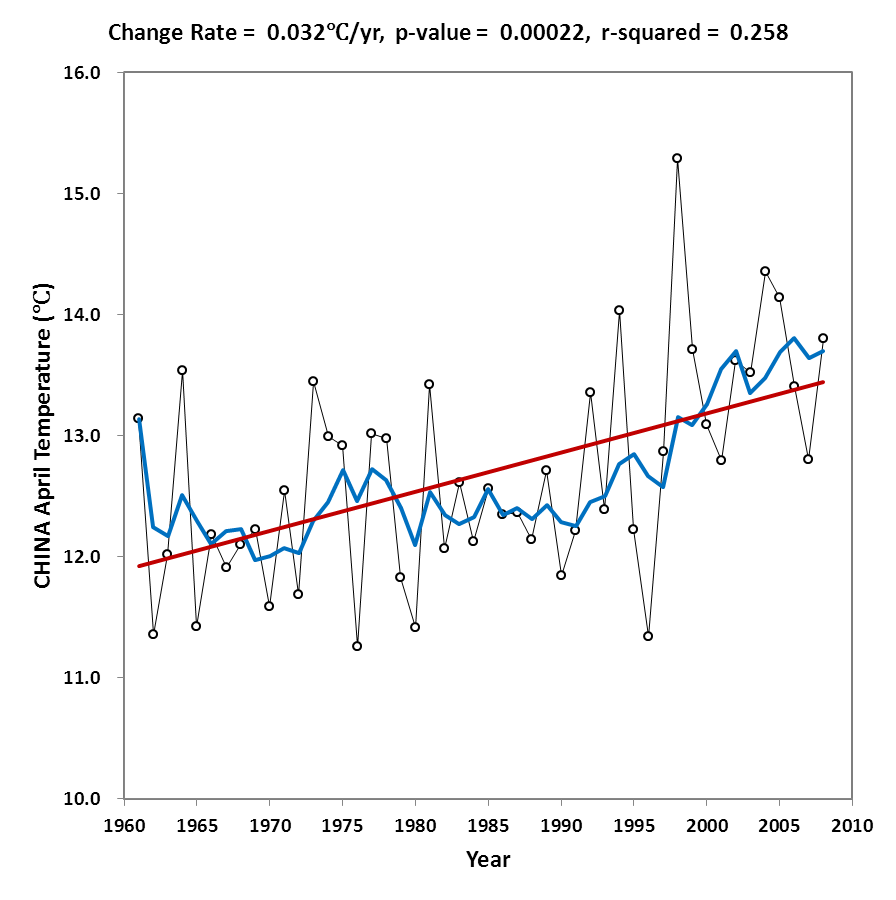 Change Rate = 0.032℃/yr, p-value = 0.00022, r-squared = 0.258
16.0
15.0
14.0
13.0
12.0
11.0
10.0
CHINA April Temperature (℃)
1960 1965 1970 1975 1980 1985 1990 1995 2000 2005 2010
Year